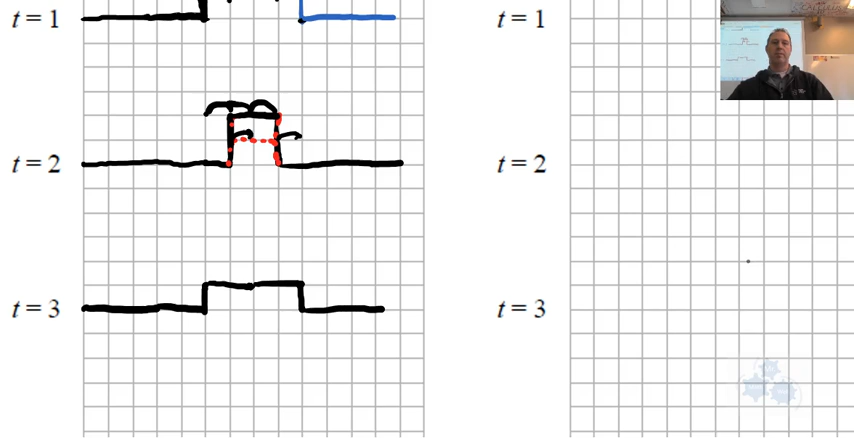 t = 1
t = 1
t = 2
t = 2
t = 3
t = 3